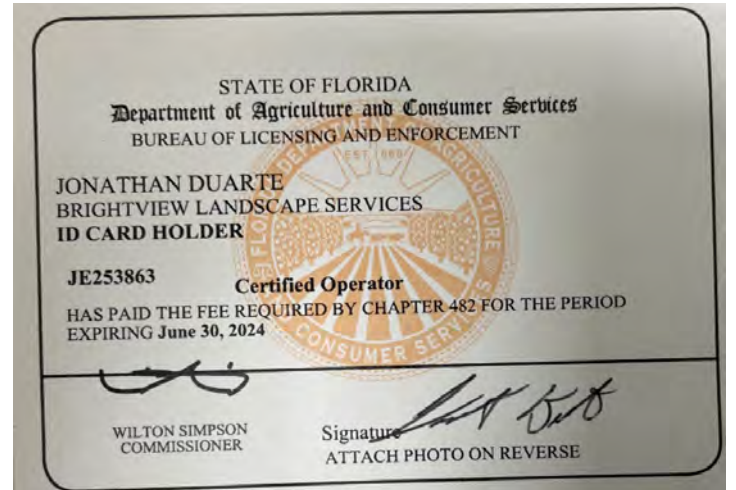 STATE OF FLORIDA
Department of Agriculture and Consumer Services
BUREAU OF LICENSING AND ENFORCEMENT
JONATHAN DUARTE
BRIGHTVIEW LANDSCAPE SERVICES
ID CARD HOLDER
JE253863 Certified Operator
HAS PAID THE FEE REQUIRED BY CHAPTER 482 FOR THE PERIOD
EXPIRING June 30, 2024
WILTON SIMPSON
COMMISSIONER
Signature
ATTACH PHOTO ON REVERSE